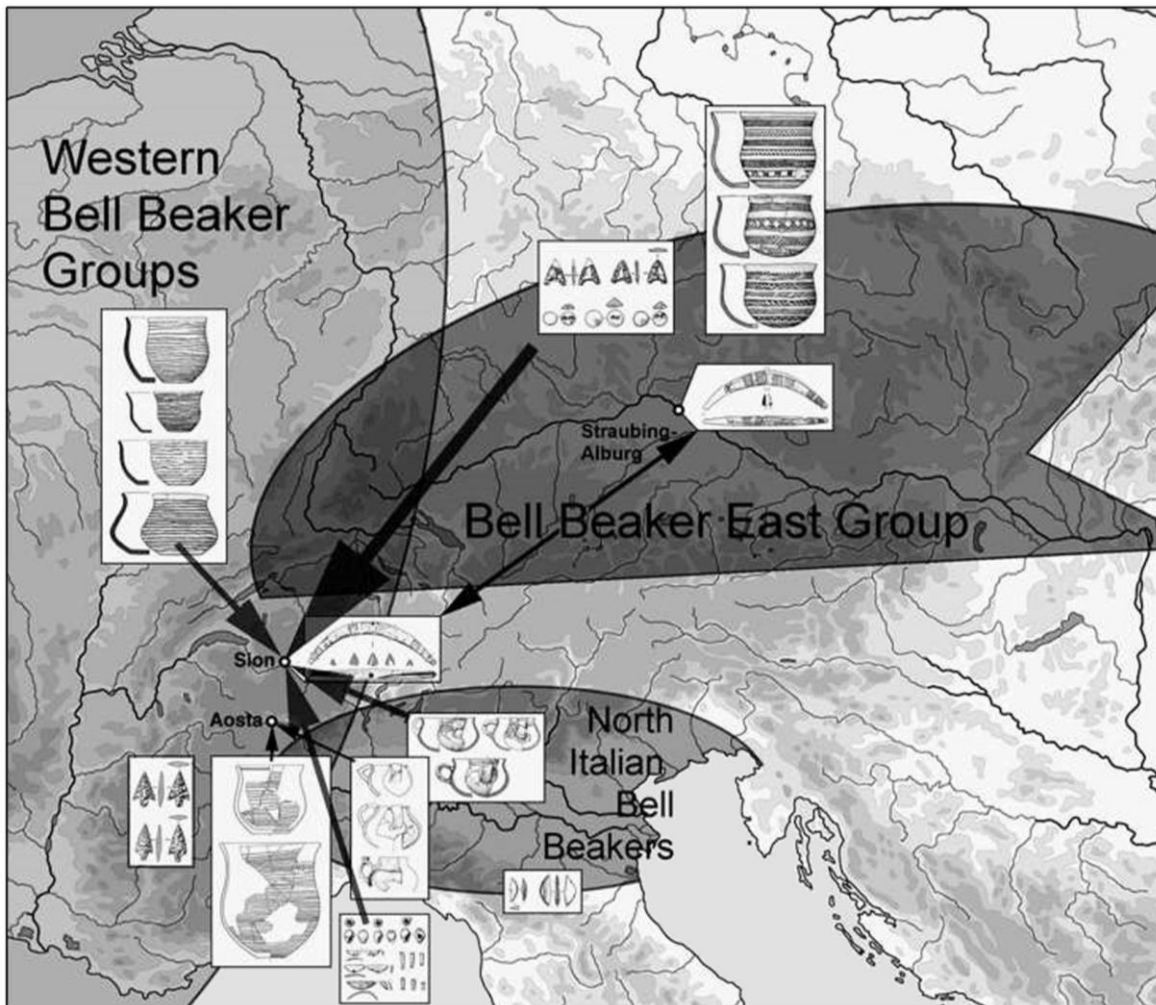 Western
Bell Beaker
Groups
Straubing-
Alburg
Bell Beaker East Group
Sion
Aosta
North
Italian
Bell
Beakers